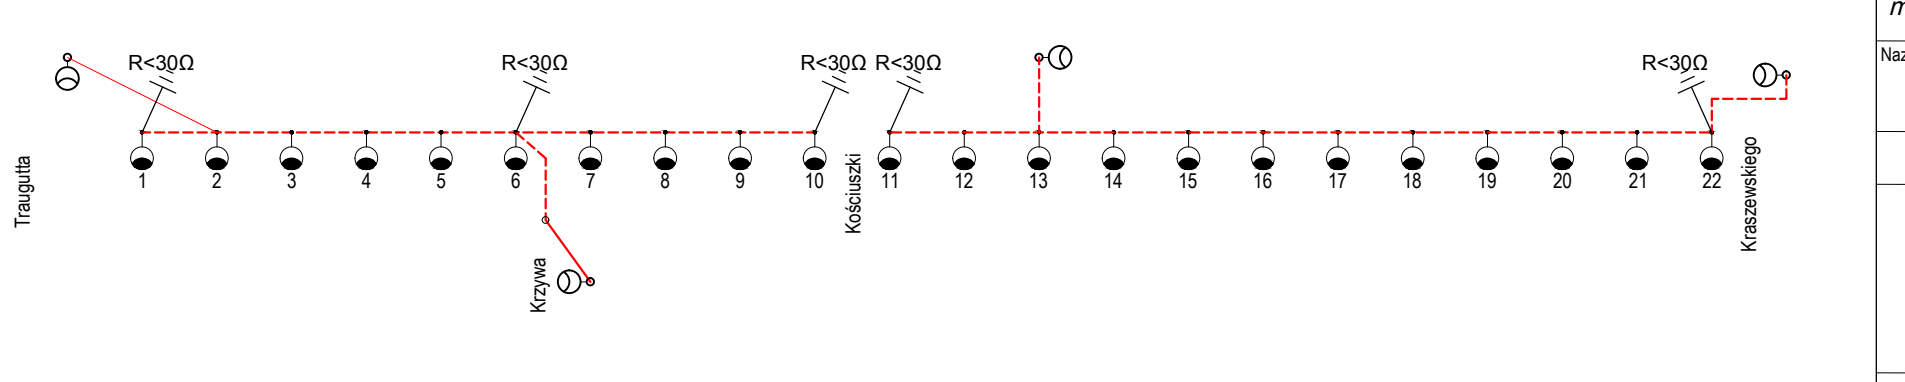 m
Naz
R<30Ω R<30Ω R<30Ω R<30Ω R<30Ω
1 2 3 4 5 6 7 8 9 10 11 12 13 14 15 16 17 18 19 20 21 22
Traugutta
Krzywa
Kościuszki
Kraszewskiego